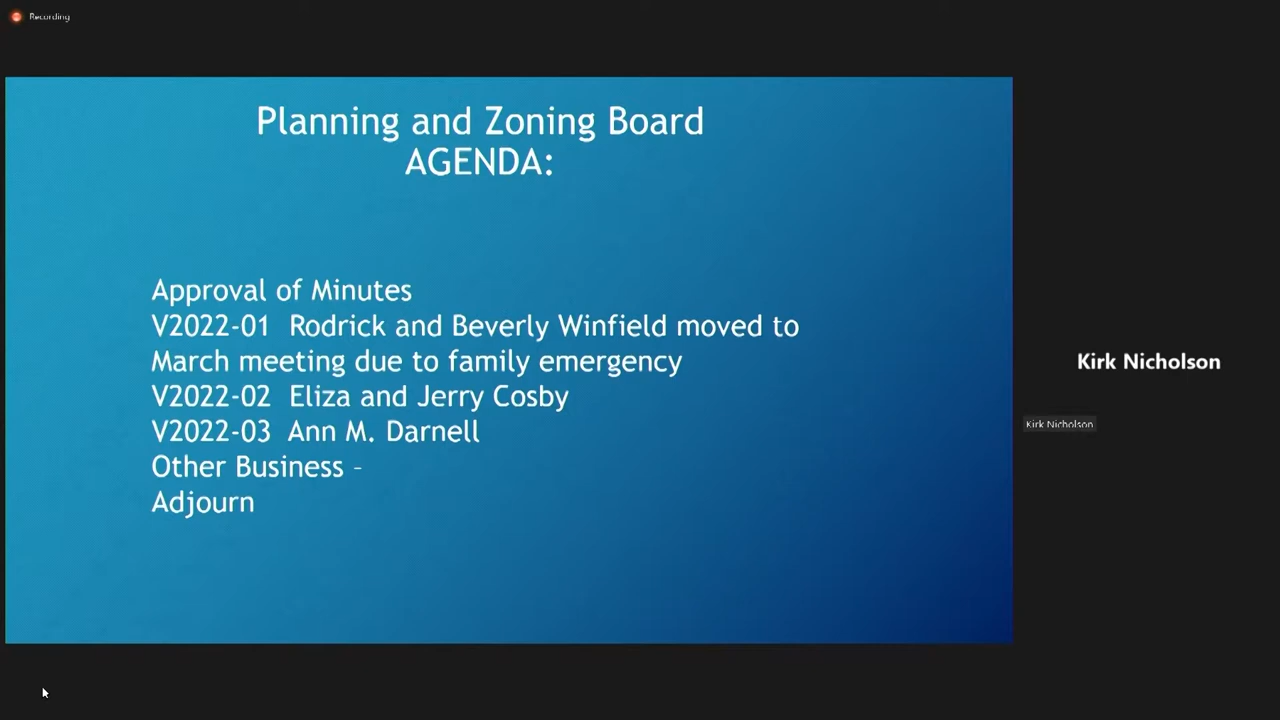 Recording
Planning and Zoning Board
AGENDA:
Approval of Minutes
V2022-01 Rodrick and Beverly Winfield moved to
March meeting due to family emergency
V2022-02 Eliza and Jerry Cosby
V2022-03 Ann M. Darnell
Other Business –
Adjourn
Kirk Nicholson
Kirk Nicholson